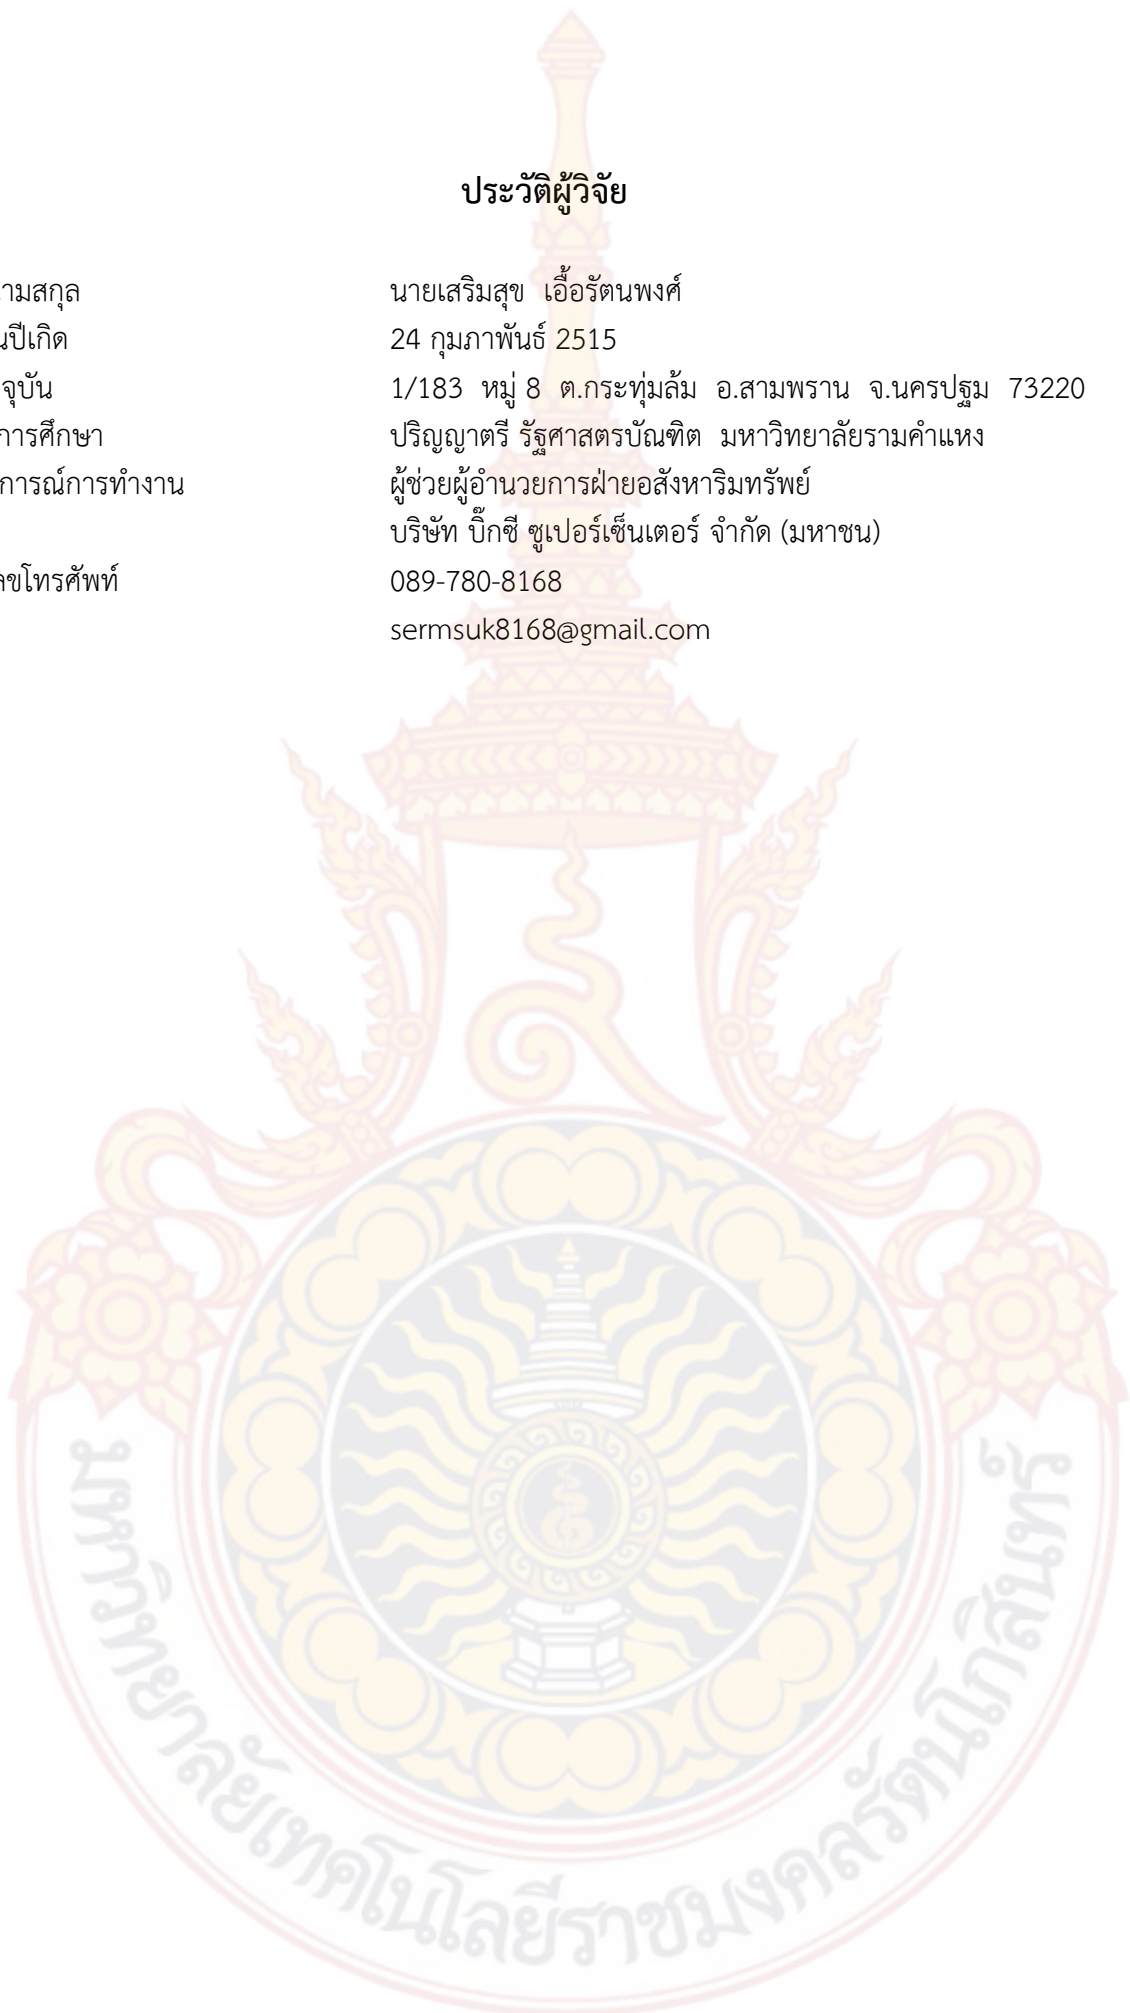 ประวัติผู้วิจัย
ามสกุล นายเสริมสุข เอื้อรัตนพงศ์
นปีเกิด 24 กุมภาพันธ์ 2515
จุบัน 1/183 หมู่ 8 ต.กระทุ่มล้ม อ.สามพราน จ.นครปฐม 73220
การศึกษา ปริญญาตรี รัฐศาสตรบัณฑิต มหาวิทยาลัยรามคำแหง
การณ์การทำงาน ผู้ช่วยผู้อำนวยการฝ่ายอสังหาริมทรัพย์
บริษัท บิ๊กซี ซูเปอร์เซ็นเตอร์ จำกัด (มหาชน)
ลขโทรศัพท์ 089-780-8168
sermsuk8168@gmail.com
มหาวิทยาลัยเทคโนโลยีราชมงคลรัตนโกสินทร์